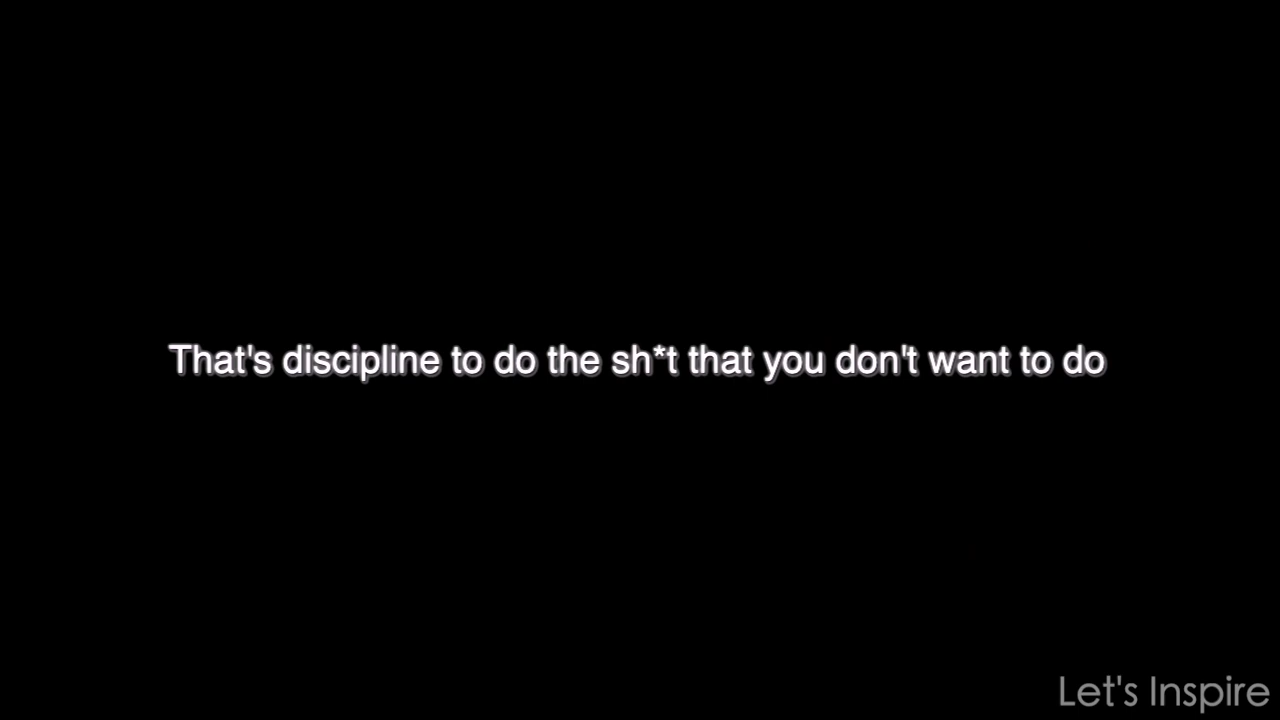 That's discipline to do the sh*t that you don't want to do
Let's Inspire